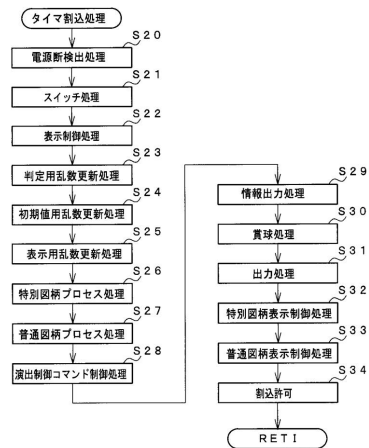 タイマ割込処理
S20
電源断検出処理
S21
スイッチ処理
S22
表示制御処理
S23
判定用乱数更新処理
S24
初期値用乱数更新処理
S25
表示用乱数更新処理
S26
特別図柄プロセス処理
S27
普通図柄プロセス処理
S28
演出制御コマンド制御処理
S29
情報出力処理
S30
賞球処理
S31
出力処理
S32
特別図柄表示制御処理
S33
普通図柄表示制御処理
S34
割込許可
RETI